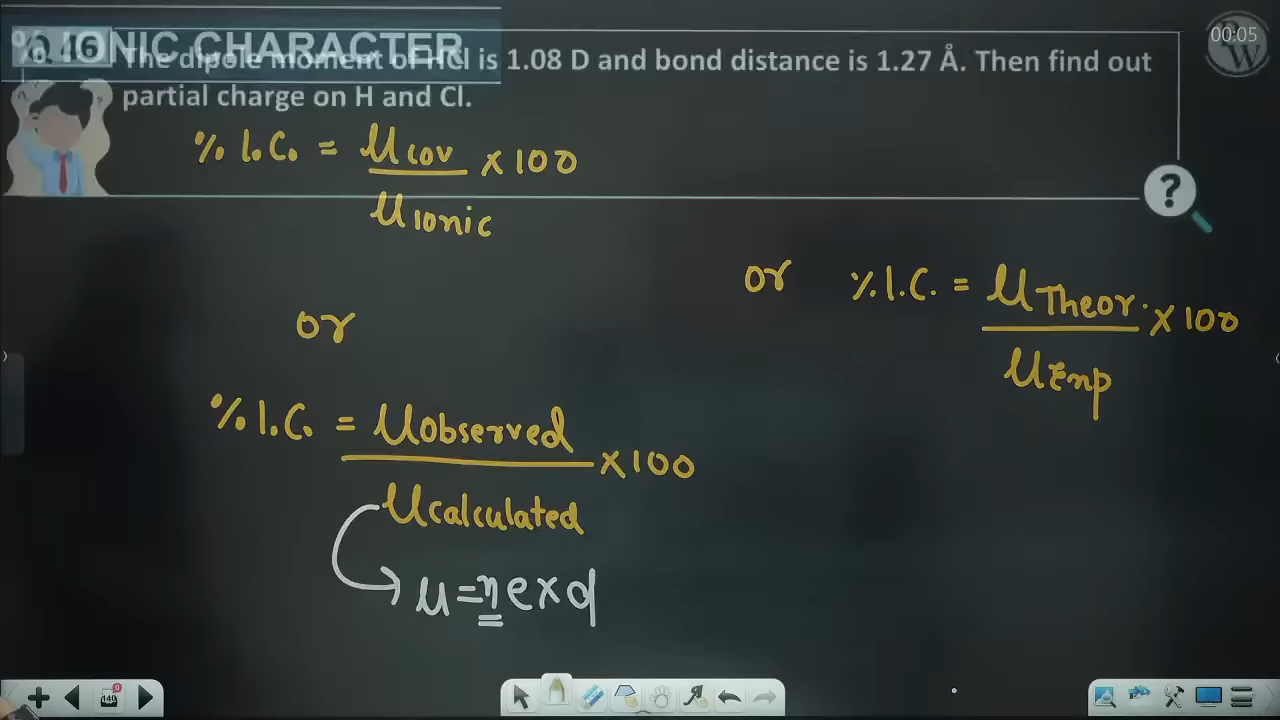 % IONIC CHARACTER
Q. 46 The dipole moment of HCl is 1.08 D and bond distance is 1.27 Å. Then find out
partial charge on H and Cl.
00:05
PW
% I.C. = μcov × 100
μIonic
or
or % I.C. = μTheor. × 100
μExp
% I.C. = μobserved × 100
μcalculated
μ = ηe × d
?